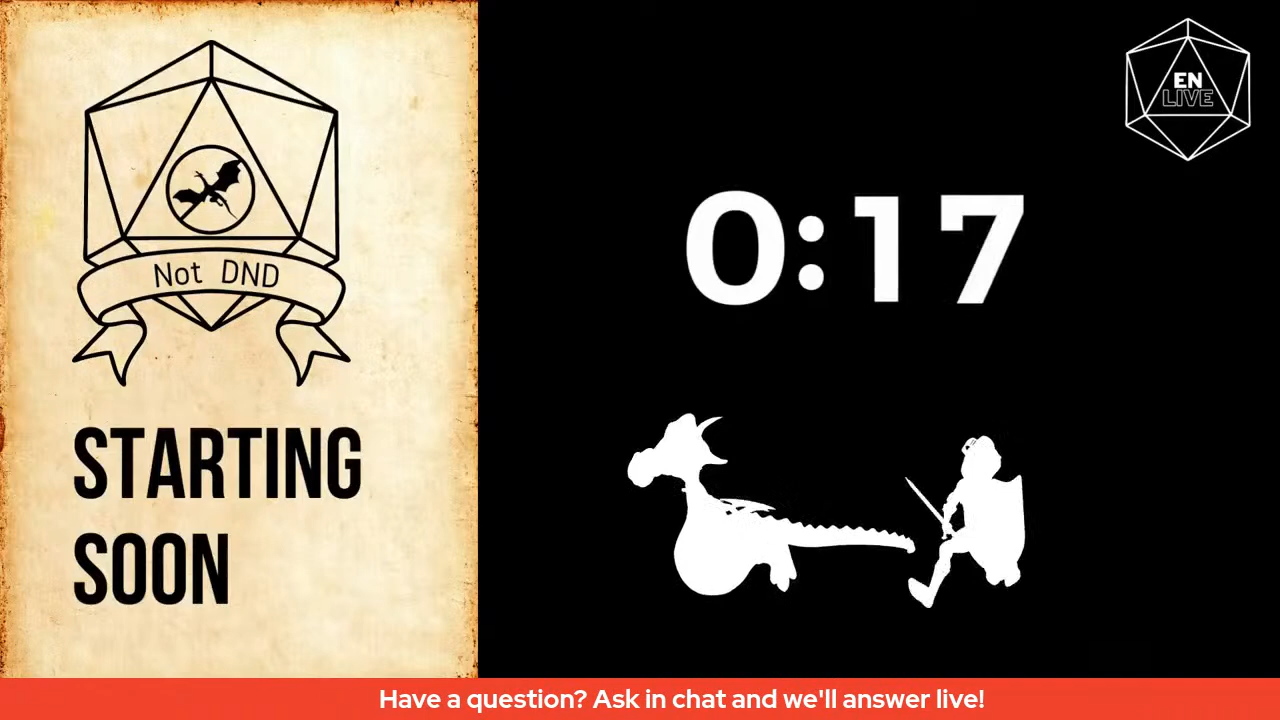 Not DND
STARTING
SOON
EN
LIVE
0:17
Have a question? Ask in chat and we'll answer live!